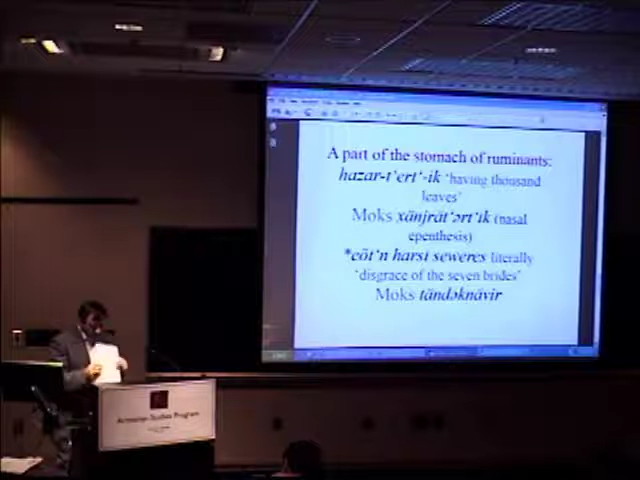 A part of the stomach of ruminants:
hazar-t‘ert‘-ik ‘having thousand
leaves’
Moks xänjrät‘ərt‘ik (nasal
epenthesis)
*cōt‘n harsi seweres literally
‘disgrace of the seven brides’
Moks tändəknävir
Armenian Studies Program